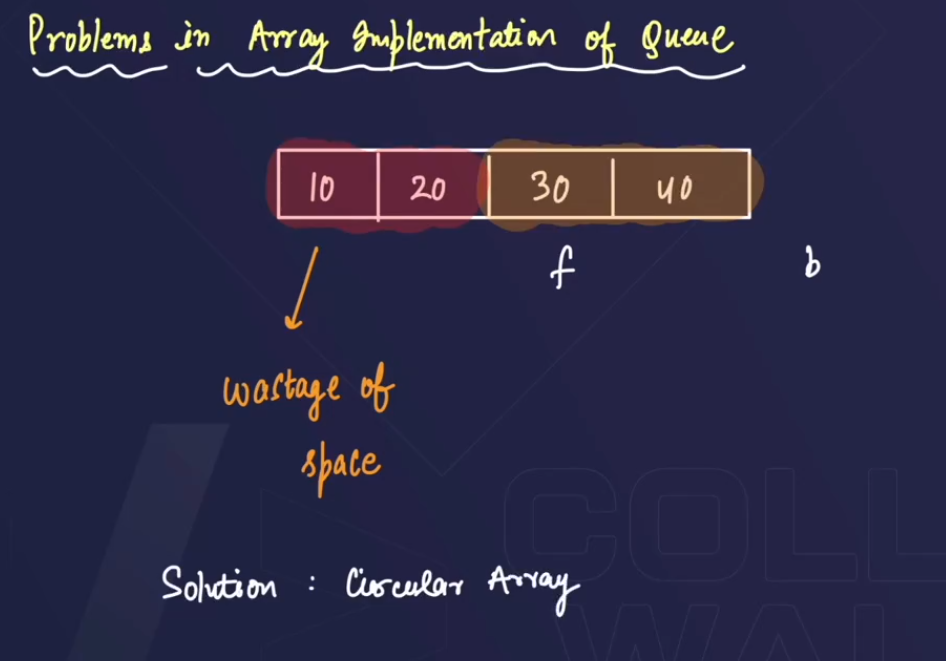 Problems in Array Implementation of Queue
10 20 30 40
f b
wastage of
space
Solution : Circular Array
COLL
WAL